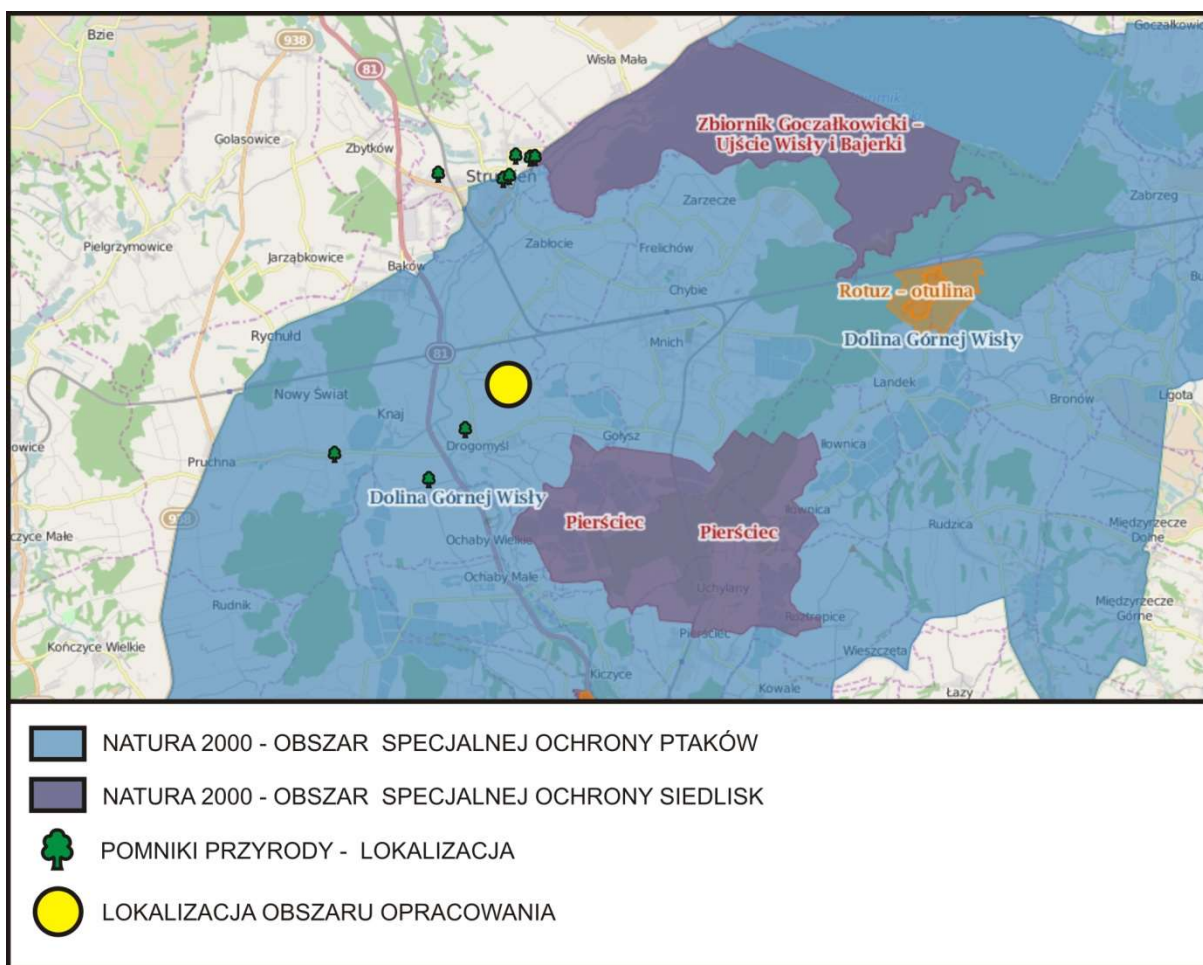 Bzie
938
81
Wisła Mała
Golasowice
Zbytków
Zbiornik Goczałkowicki –
Ujście Wisły i Bajerki
Zarzecze
Zabrzeg
Pielgrzymowice
Jarząbkowice
Bąków
Zabłocie
Frelichów
Chybie
Rotuz – otulina
Rychułd
81
Mnich
Dolina Górnej Wisły
Nowy Świat
Knaj
Landek
Bronów
Ligota
Drogomyśl
Gołysz
Iłownica
Pruchna
Dolina Górnej Wisły
Pierściec
Pierściec
Iłownica
Rudzica
Międzyrzecze
Dolne
Ochaby Wielkie
Ochaby Małe
Uchylany
Międzyrzecze
Górne
Rudnik
Roztropice
Kończyce Wielkie
Pierściec
Wieszczęta
Kiczyce
Kowale
Łazy
NATURA 2000 - OBSZAR SPECJALNEJ OCHRONY PTAKÓW
NATURA 2000 - OBSZAR SPECJALNEJ OCHRONY SIEDLISK
POMNIKI PRZYRODY - LOKALIZACJA
LOKALIZACJA OBSZARU OPRACOWANIA